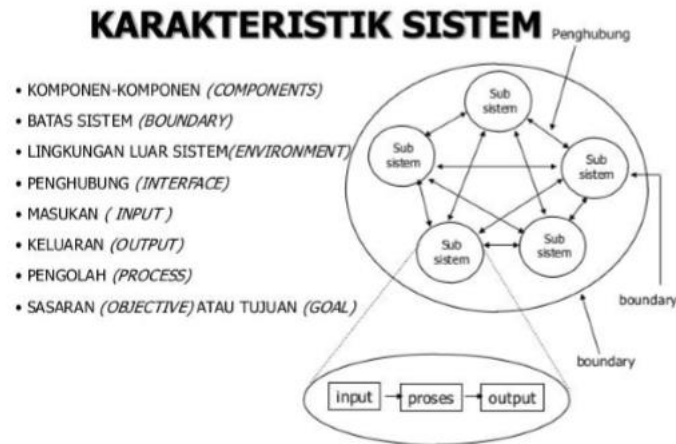 KARAKTERISTIK SISTEM
• KOMPONEN-KOMPONEN (COMPONENTS)
• BATAS SISTEM (BOUNDARY)
• LINGKUNGAN LUAR SISTEM(ENVIRONMENT)
• PENGHUBUNG (INTERFACE)
• MASUKAN ( INPUT )
• KELUARAN (OUTPUT)
• PENGOLAH (PROCESS)
• SASARAN (OBJECTIVE) ATAU TUJUAN (GOAL)
Penghubung
Sub
sistem
Sub
sistem
Sub
sistem
Sub
sistem
Sub
sistem
boundary
boundary
input
proses
output